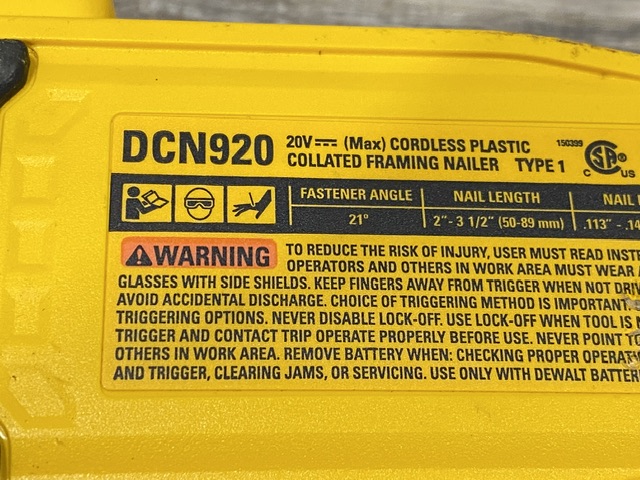 DCN920 20V (Max) CORDLESS PLASTIC
COLLATED FRAMING NAILER TYPE 1
150399
CSA
C US
FASTENER ANGLE NAIL LENGTH NAIL
21° 2"- 3 1/2" (50-89 mm) .113" -
WARNING TO REDUCE THE RISK OF INJURY, USER MUST READ
OPERATORS AND OTHERS IN WORK AREA MUST WEAR
GLASSES WITH SIDE SHIELDS. KEEP FINGERS AWAY FROM TRIGGER WHEN NOT
AVOID ACCIDENTAL DISCHARGE. CHOICE OF TRIGGERING METHOD IS IMPORTANT.
TRIGGERING OPTIONS. NEVER DISABLE LOCK-OFF. USE LOCK-OFF WHEN TOOL IS
TRIGGER AND CONTACT TRIP OPERATE PROPERLY BEFORE USE. NEVER POINT
OTHERS IN WORK AREA. REMOVE BATTERY WHEN: CHECKING PROPER
AND TRIGGER, CLEARING JAMS, OR SERVICING. USE ONLY WITH DEWALT